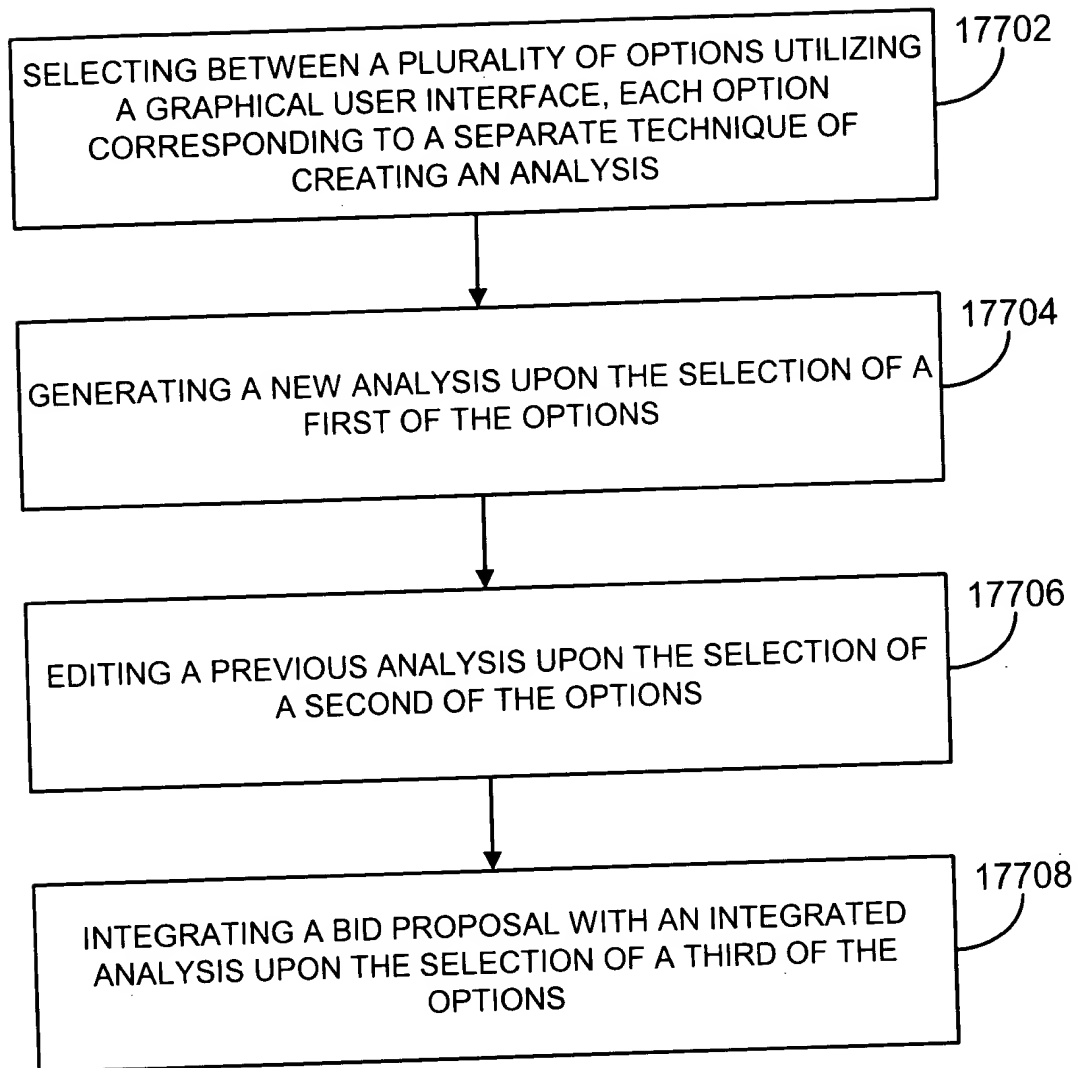 17702
SELECTING BETWEEN A PLURALITY OF OPTIONS UTILIZING
A GRAPHICAL USER INTERFACE, EACH OPTION
CORRESPONDING TO A SEPARATE TECHNIQUE OF
CREATING AN ANALYSIS
17704
GENERATING A NEW ANALYSIS UPON THE SELECTION OF A
FIRST OF THE OPTIONS
17706
EDITING A PREVIOUS ANALYSIS UPON THE SELECTION OF
A SECOND OF THE OPTIONS
17708
INTEGRATING A BID PROPOSAL WITH AN INTEGRATED
ANALYSIS UPON THE SELECTION OF A THIRD OF THE
OPTIONS